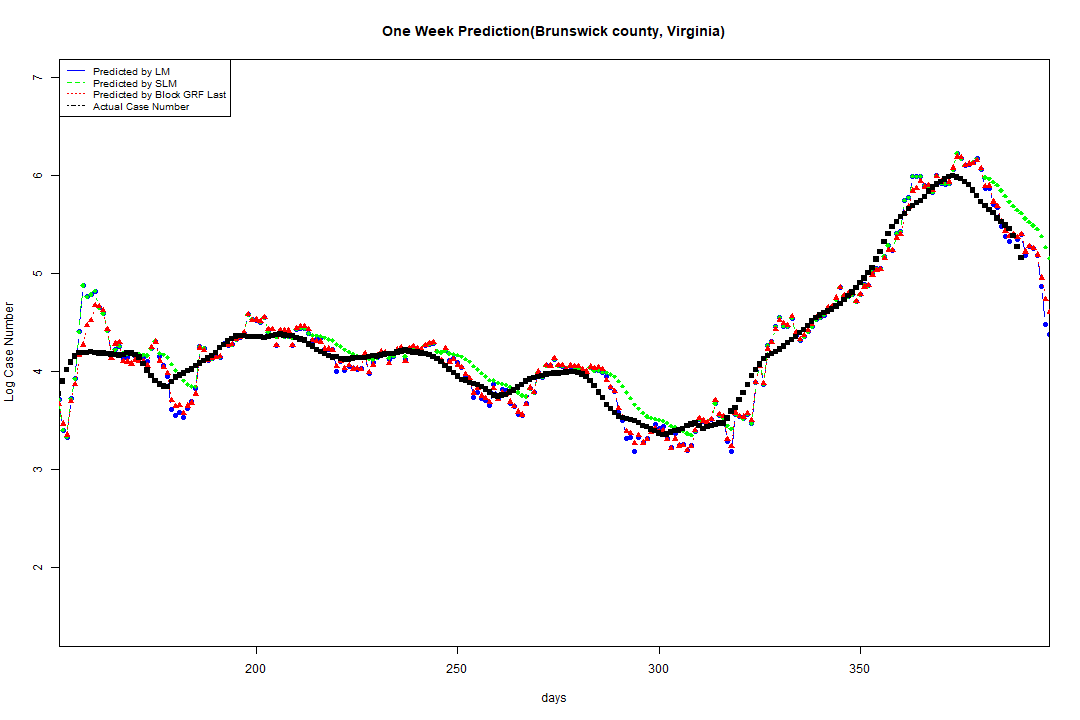 One Week Prediction(Brunswick county, Virginia)
Predicted by LM
Predicted by SLM
Predicted by Block GRF Last
Actual Case Number
7
6
5
4
3
2
Log Case Number
200 250 300 350
days